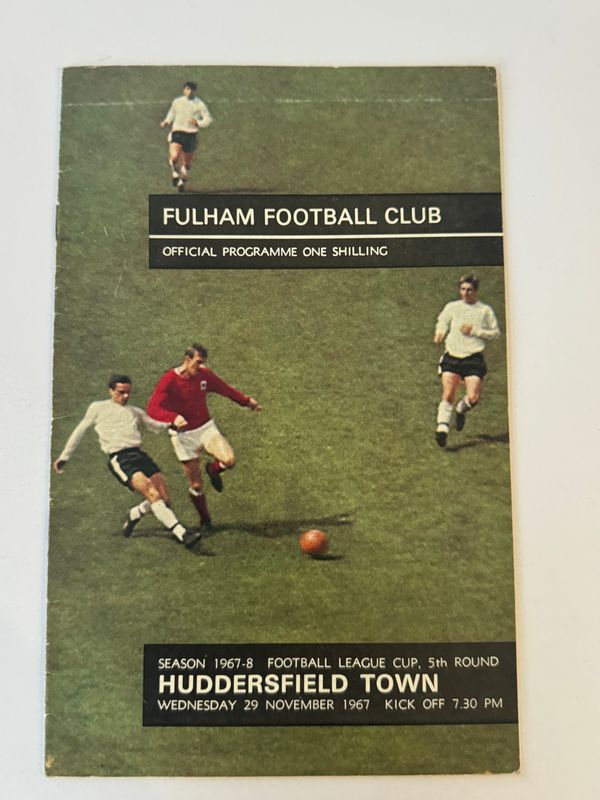 FULHAM FOOTBALL CLUB
OFFICIAL PROGRAMME ONE SHILLING
SEASON 1967-8 FOOTBALL LEAGUE CUP, 5th ROUND
HUDDERSFIELD TOWN
WEDNESDAY 29 NOVEMBER 1967 KICK OFF 7.30 PM